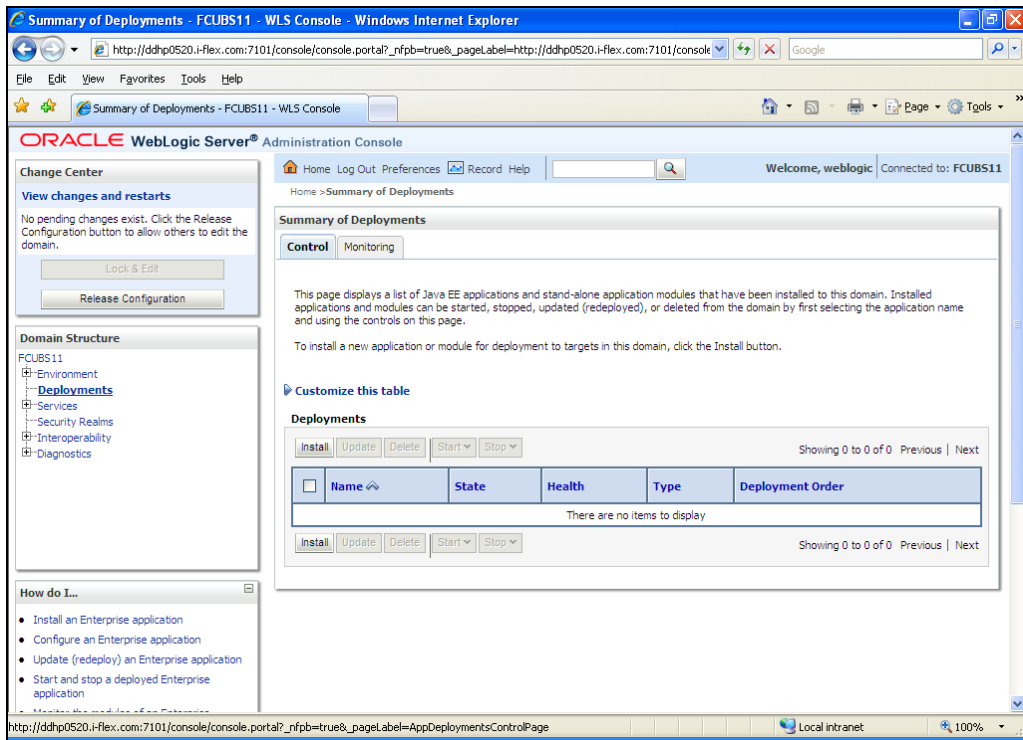 Summary of Deployments - FCUBS11 - WLS Console - Windows Internet Explorer
http://ddhp0520.i-flex.com:7101/console/console.portal?_nfpb=true&_pageLabel=http://ddhp0520.i-flex.com:7101/console
Google
File Edit View Favorites Tools Help
Summary of Deployments - FCUBS11 - WLS Console
Page Tools »
ORACLE WebLogic Server® Administration Console
Change Center
View changes and restarts
No pending changes exist. Click the Release
Configuration button to allow others to edit the
domain.
Lock & Edit
Release Configuration
Domain Structure
FCUBS11
Environment
Deployments
Services
Security Realms
Interoperability
Diagnostics
How do I...
Install an Enterprise application
Configure an Enterprise application
Update (redeploy) an Enterprise application
Start and stop a deployed Enterprise
application
Home Log Out Preferences Record Help
Welcome, weblogic Connected to: FCUBS11
Home >Summary of Deployments
Summary of Deployments
Control Monitoring
This page displays a list of Java EE applications and stand-alone application modules that have been installed to this domain. Installed
applications and modules can be started, stopped, updated (redeployed), or deleted from the domain by first selecting the application name
and using the controls on this page.
To install a new application or module for deployment to targets in this domain, click the Install button.
Customize this table
Deployments
Install Update Delete Start Stop Showing 0 to 0 of 0 Previous | Next
Name State Health Type Deployment Order
There are no items to display
Install Update Delete Start Stop Showing 0 to 0 of 0 Previous | Next
http://ddhp0520.i-flex.com:7101/console/console.portal?_nfpb=true&_pageLabel=AppDeploymentsControlPage
Local intranet 100%